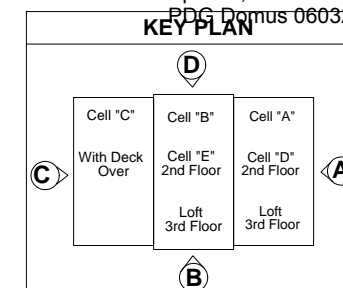 PDG Domus 06032
KEY PLAN
D
Cell "C"
With Deck
Over
Cell "B"
Cell "E"
2nd Floor
Loft
3rd Floor
Cell "A"
Cell "D"
2nd Floor
Loft
3rd Floor
C
A
B